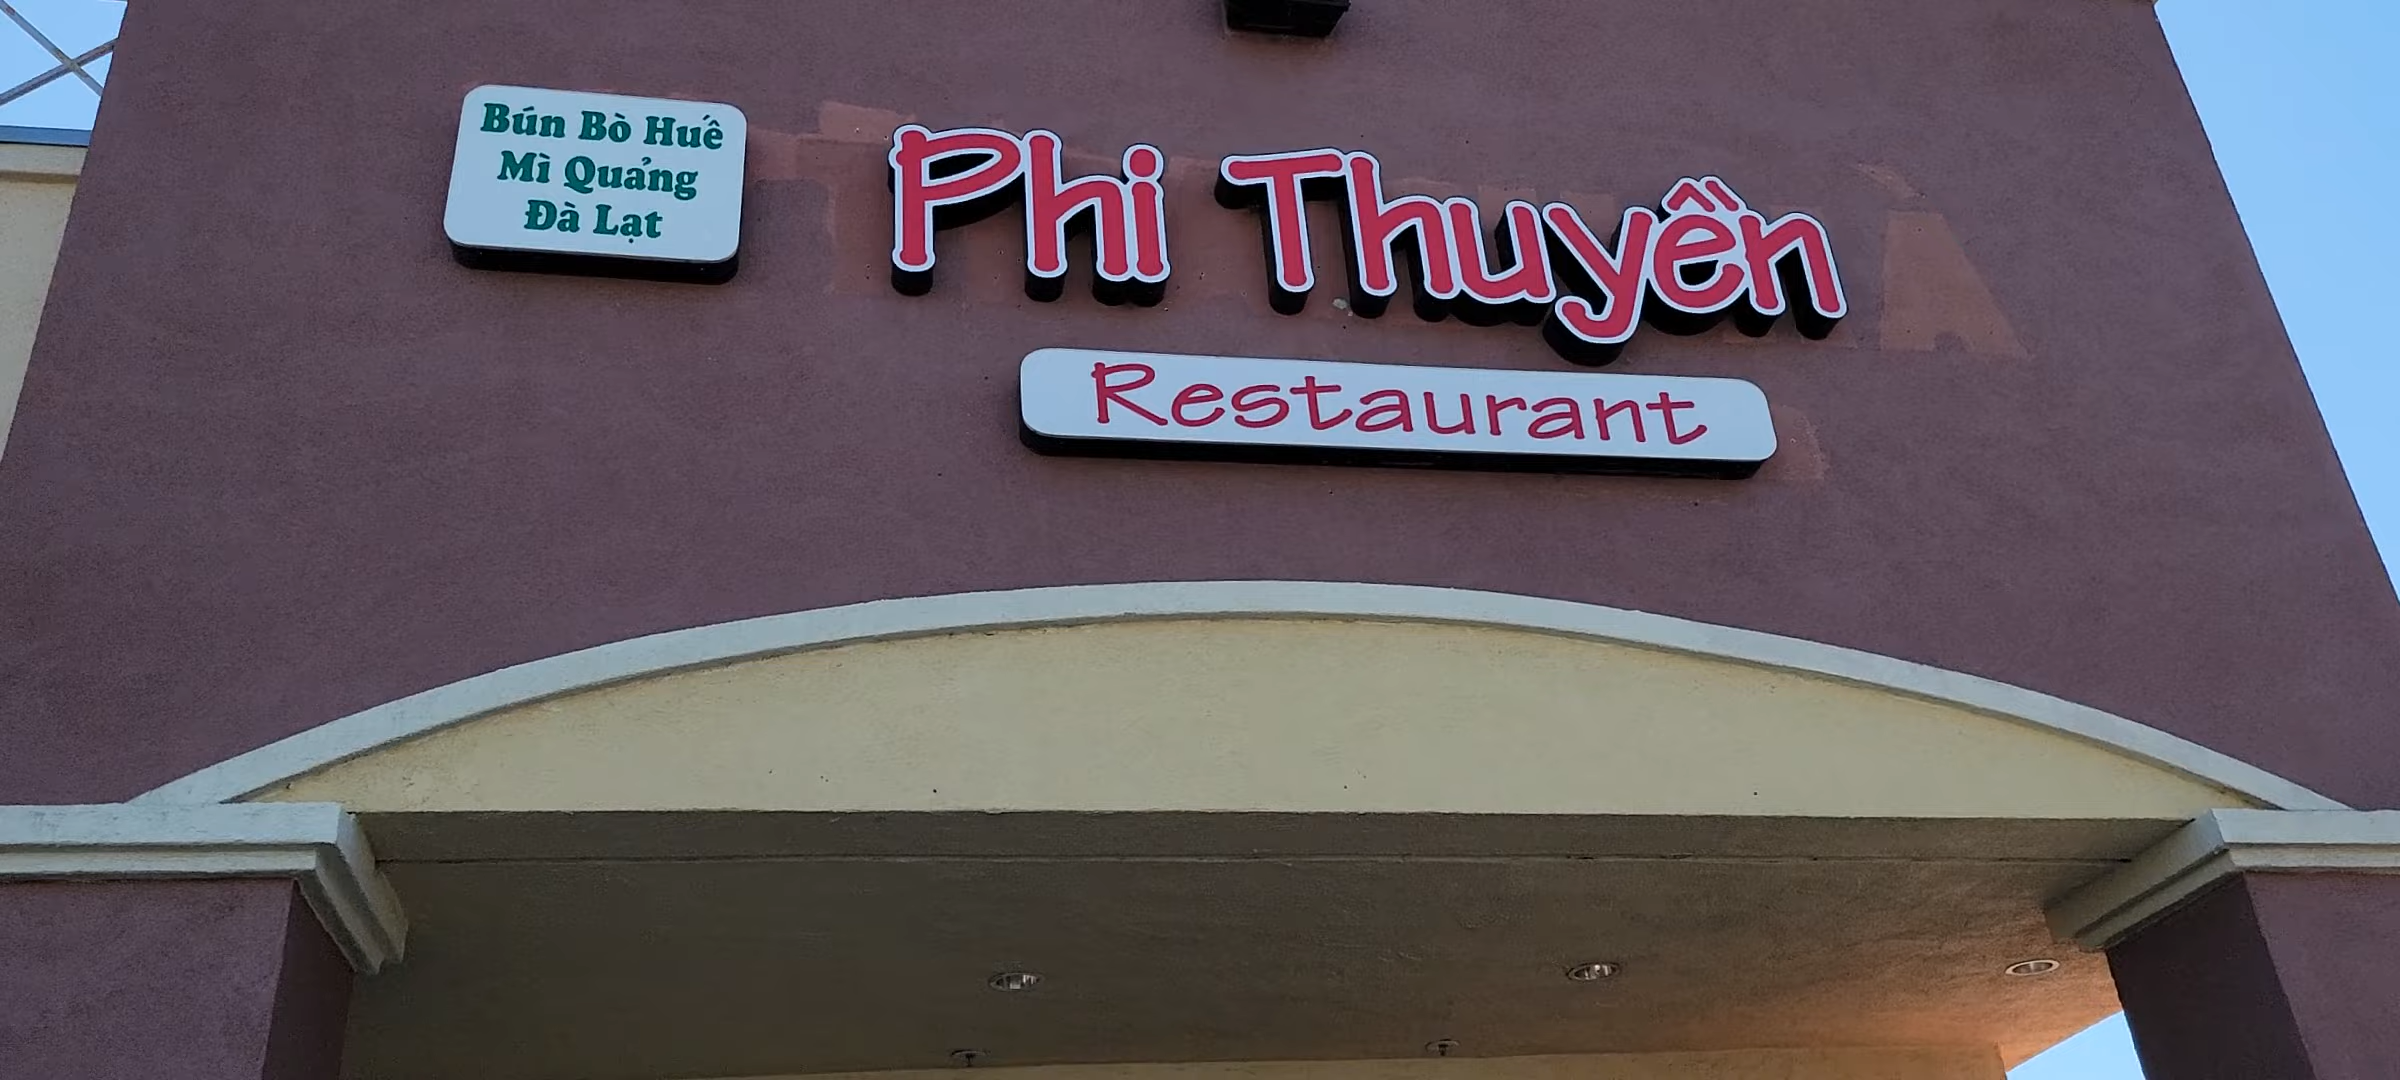 Bún Bò Huế
Mì Quảng
Đà Lạt
Phi Thuyền
Restaurant